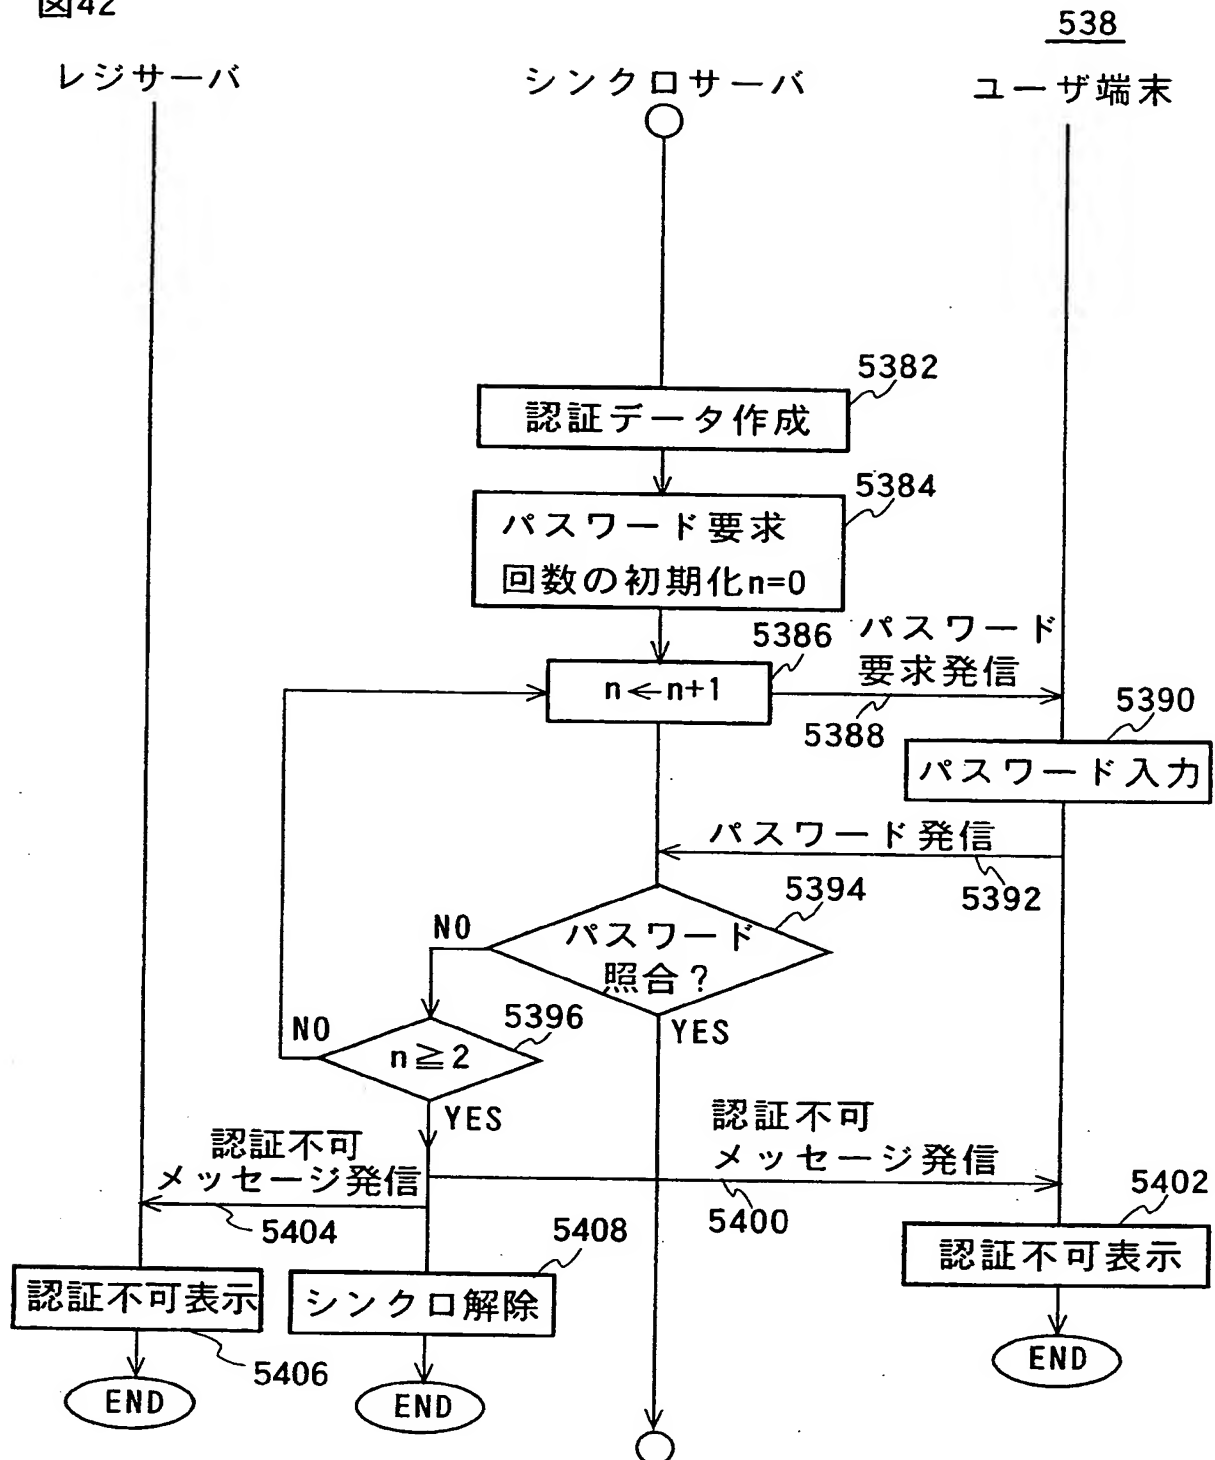 図42
538
レジサーバ
シンクロサーバ
ユーザ端末
5382
認証データ作成
5384
パスワード要求
回数の初期化n=0
5386
パスワード
要求発信
n←n+1
5388
5390
パスワード入力
パスワード発信
5392
5394
NO
パスワード
照合?
5396
NO
YES
n≧2
YES
認証不可
メッセージ発信
認証不可
メッセージ発信
5404
5400
5402
5408
認証不可表示
認証不可表示
シンクロ解除
5406
END
END
END